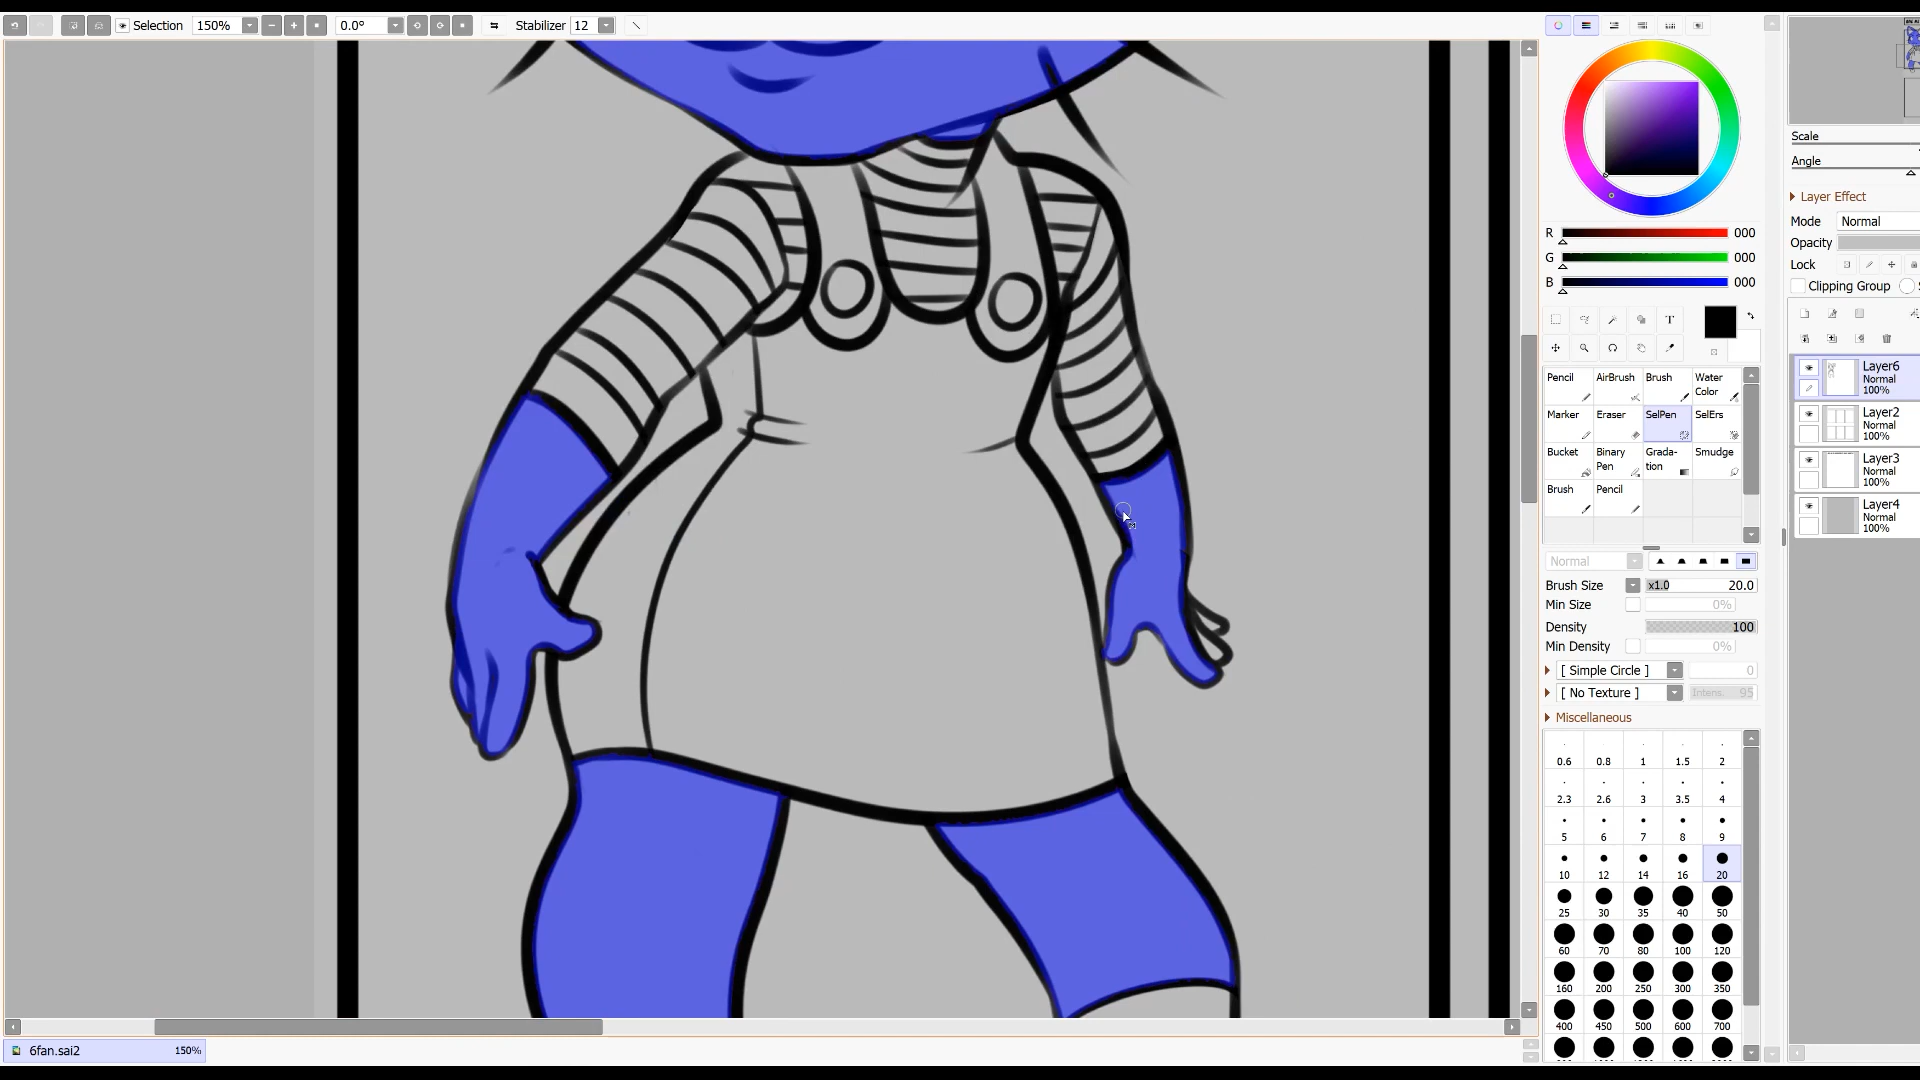 Selection 150% 0.0° Stabilizer 12
Scale
Angle
Layer Effect
Mode Normal
Opacity
Lock
Clipping Group
R 000
G 000
B 000
T
Pencil AirBrush Brush Water Color
Marker Eraser SelPen SelErs
Bucket Binary Pen Grada-tion Smudge
Brush Pencil
Layer6
Normal
100%
Layer2
Normal
100%
Layer3
Normal
100%
Layer4
Normal
100%
Normal
Brush Size x1.0 20.0
Min Size 0%
Density 100
Min Density 0%
[ Simple Circle ] 0
[ No Texture ] Intens. 95
Miscellaneous
0.6 0.8 1 1.5 2
2.3 2.6 3 3.5 4
5 6 7 8 9
10 12 14 16 20
25 30 35 40 50
60 70 80 100 120
160 200 250 300 350
400 450 500 600 700
6fan.sai2 150%